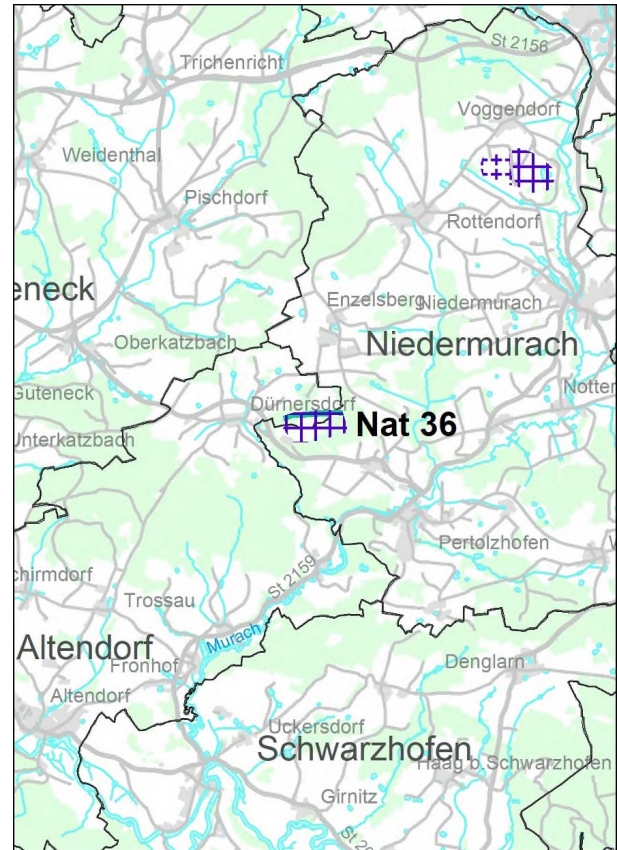 St 2156
Trichenricht
Voggendorf
Weidenthal
Pischdorf
Rottendorf
eneck
Enzelsberg
Niedermurach
Oberkatzbach
Niedermurach
Guteneck
Dürnersdorf
Notter
Nat 36
Unterkatzbach
Pertolzhofen
St 2159
chirmdorf
Trossau
Murach
Altendorf
Fronhof
Denglarn
Altendorf
Uckersdorf
Schwarzhofen
Haag b.Schwarzhofen
Girnitz